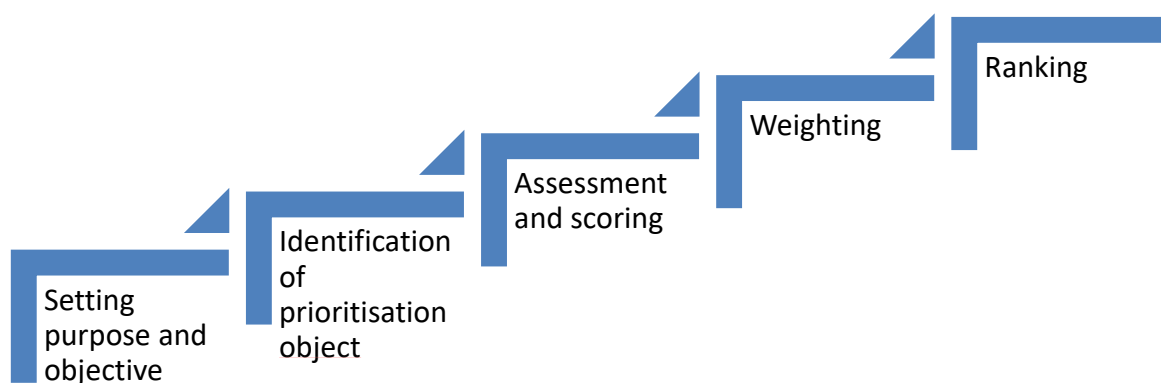 Setting
purpose and
objective
Identification
of
prioritisation
object
Assessment
and scoring
Weighting
Ranking